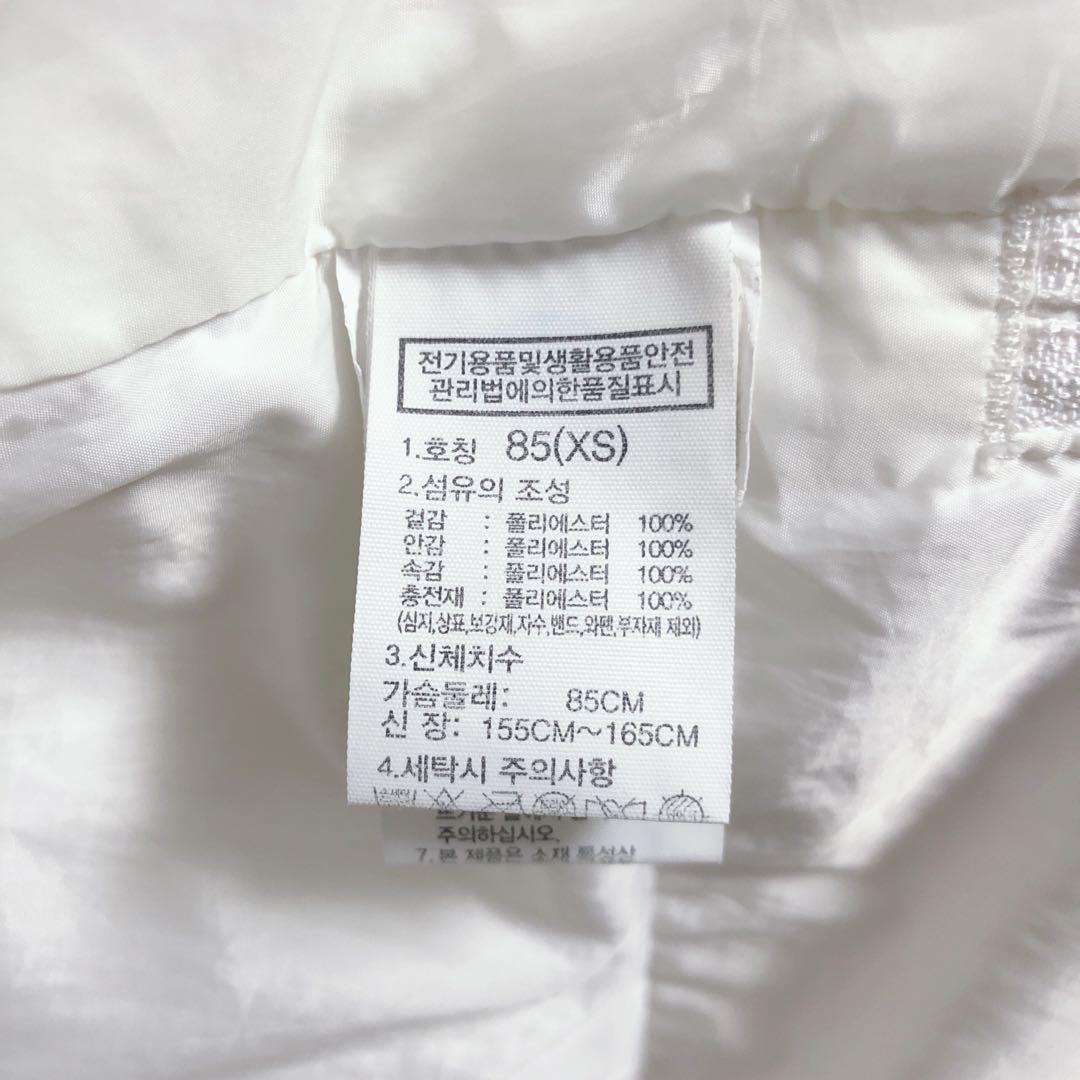 전기용품및생활용품안전
관리법에의한품질표시
1.호칭 85(XS)
2.섬유의 조성
겉감 : 폴리에스터 100%
안감 : 폴리에스터 100%
속감 : 폴리에스터 100%
충전재 : 폴리에스터 100%
(심지,상표,보강재,자수,밴드,와펜,부자재 제외)
3.신체치수
가슴둘레: 85CM
신 장: 155CM~165CM
4.세탁시 주의사항
주의하십시오.
7. 본 제품은 소재 특성상